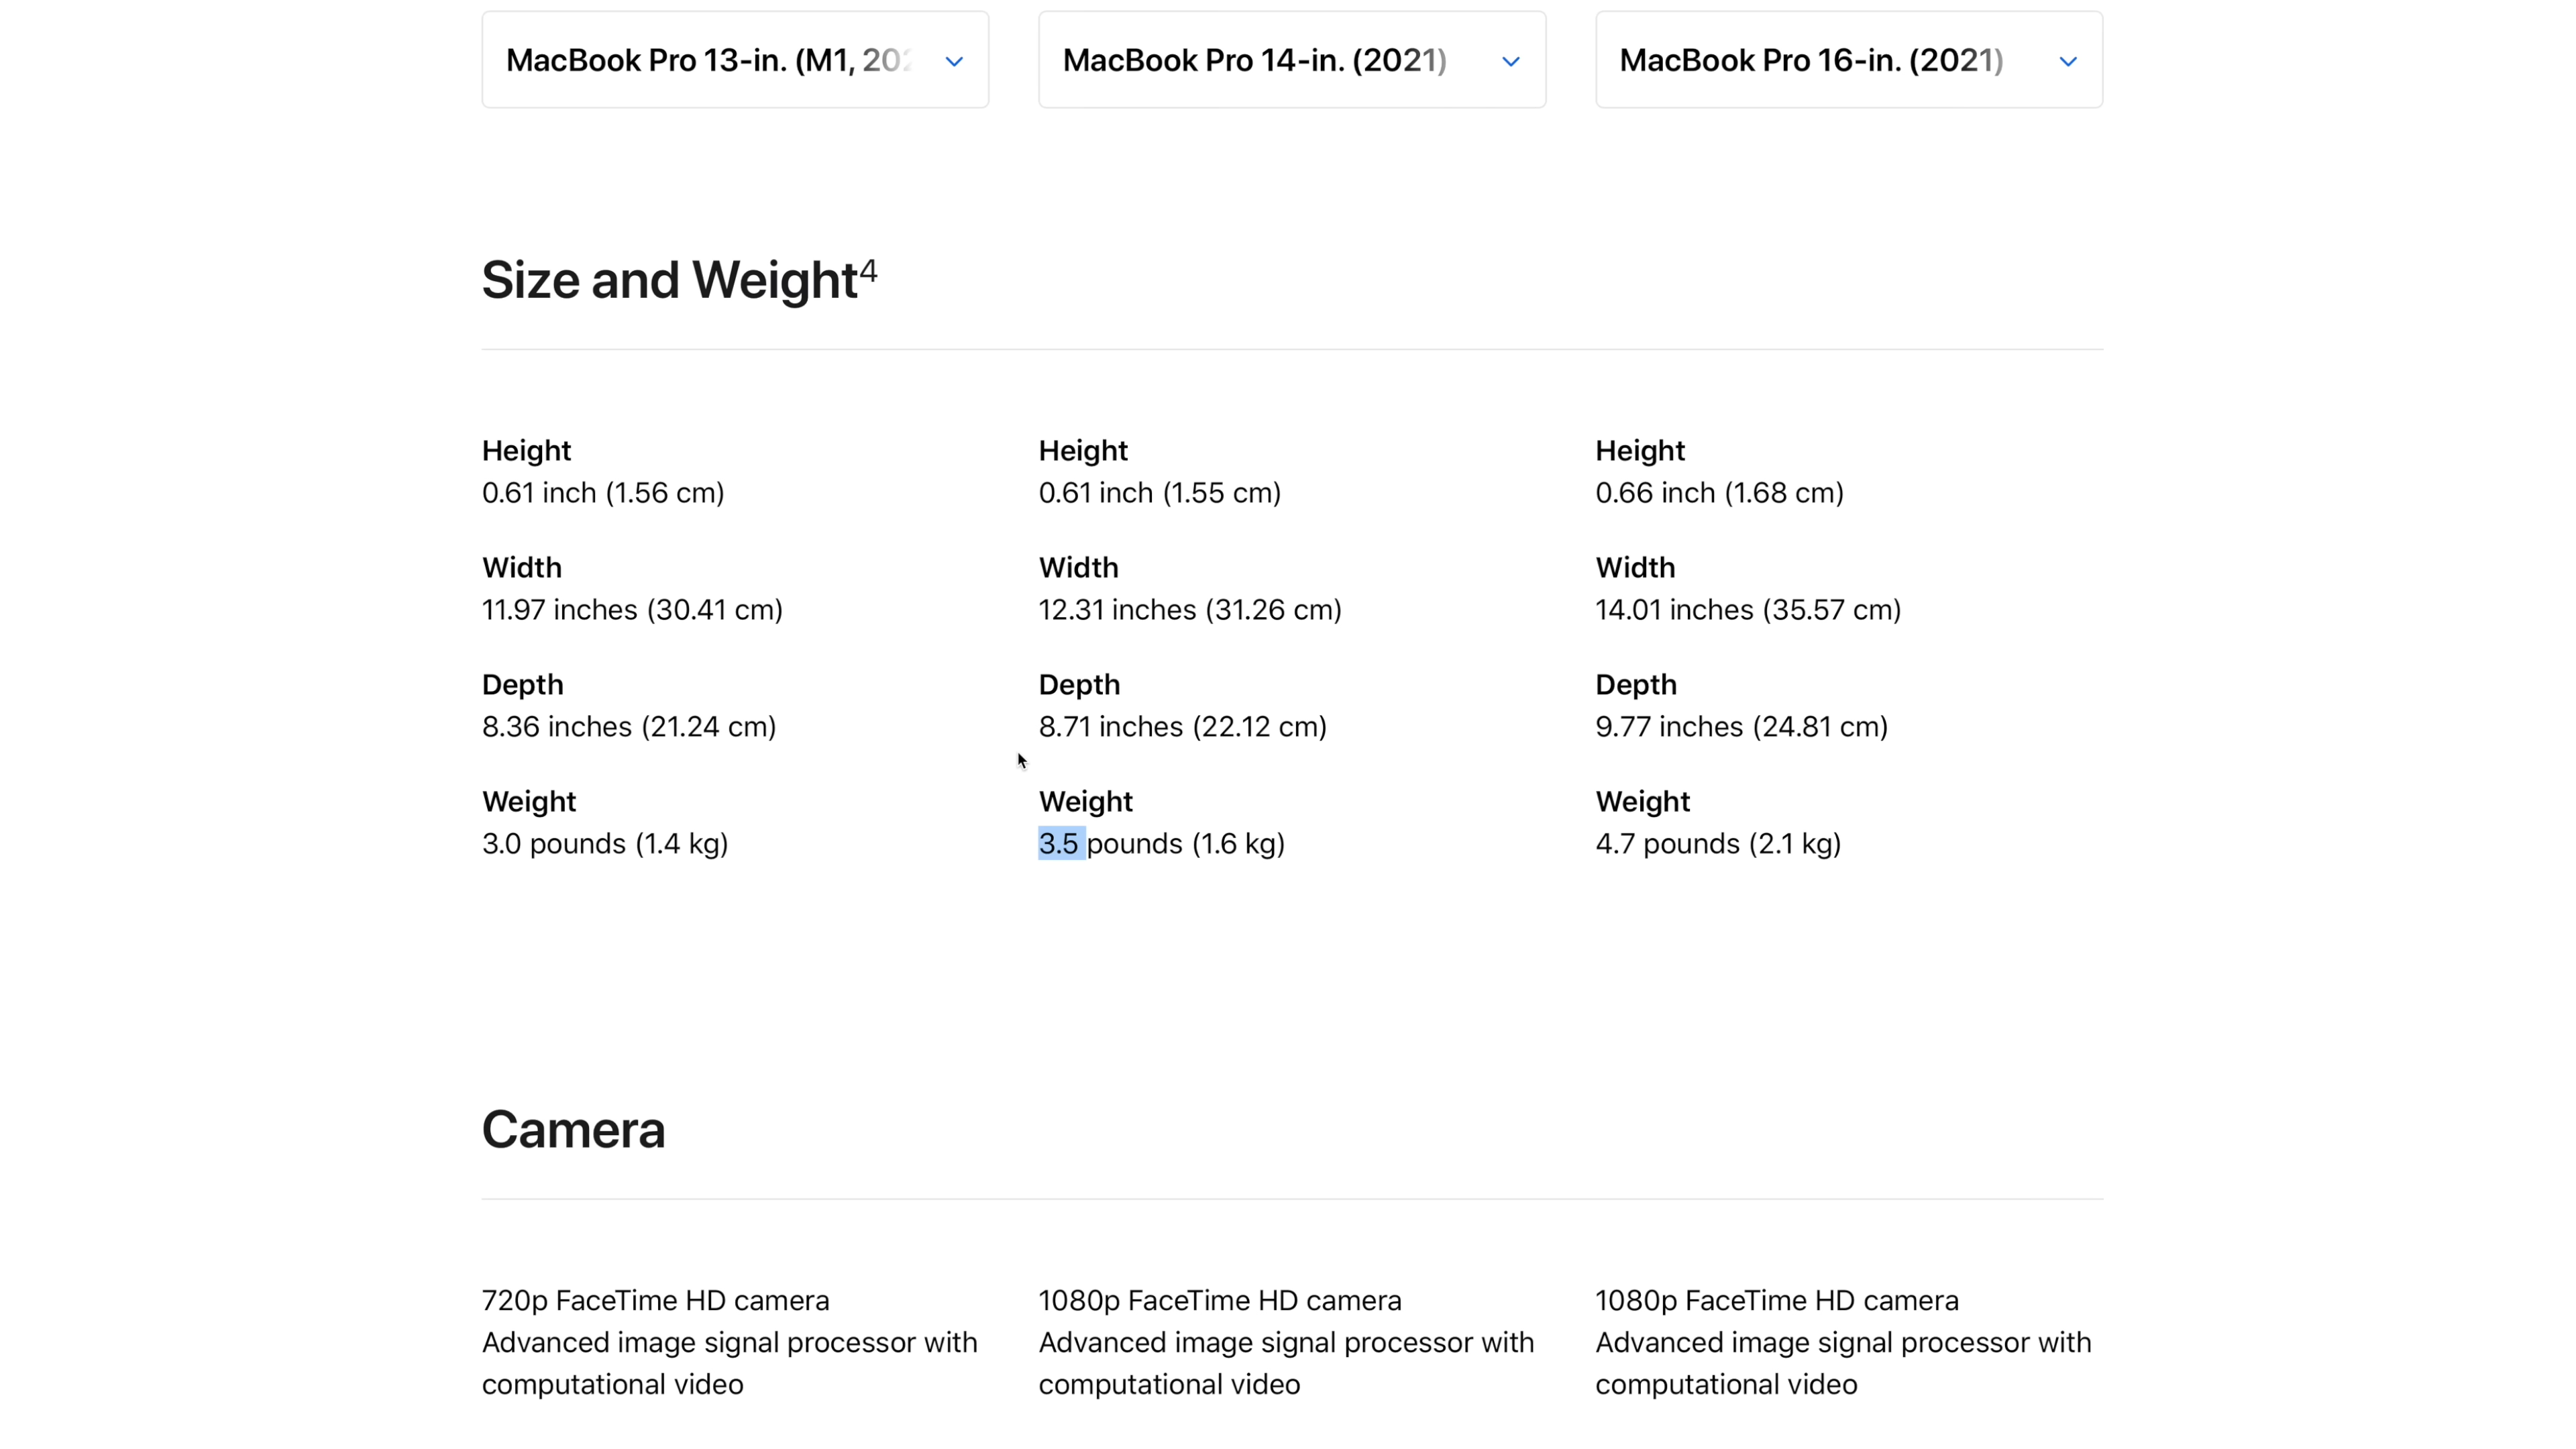 MacBook Pro 13-in. (M1, 202
MacBook Pro 14-in. (2021)
MacBook Pro 16-in. (2021)
Size and Weight4
Height
0.61 inch (1.56 cm)
Width
11.97 inches (30.41 cm)
Depth
8.36 inches (21.24 cm)
Weight
3.0 pounds (1.4 kg)
Height
0.61 inch (1.55 cm)
Width
12.31 inches (31.26 cm)
Depth
8.71 inches (22.12 cm)
Weight
3.5 pounds (1.6 kg)
Height
0.66 inch (1.68 cm)
Width
14.01 inches (35.57 cm)
Depth
9.77 inches (24.81 cm)
Weight
4.7 pounds (2.1 kg)
Camera
720p FaceTime HD camera
Advanced image signal processor with
computational video
1080p FaceTime HD camera
Advanced image signal processor with
computational video
1080p FaceTime HD camera
Advanced image signal processor with
computational video